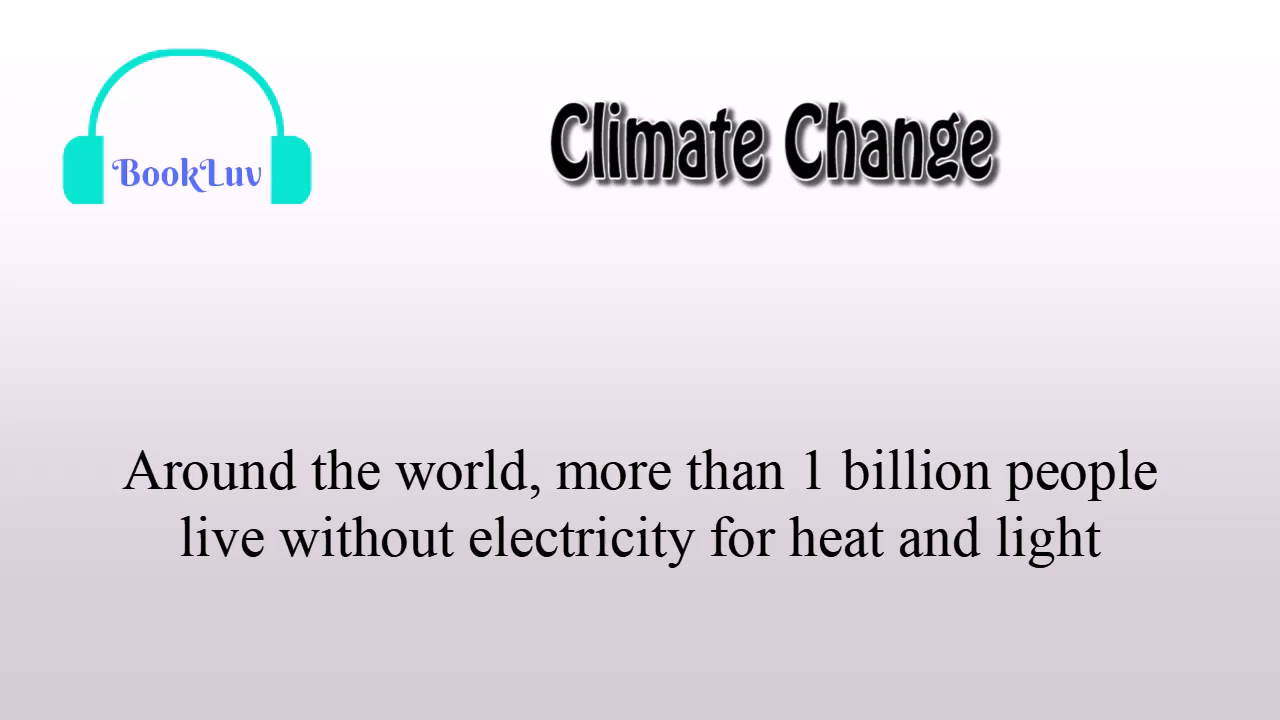 BookLuv
Climate Change
Around the world, more than 1 billion people
live without electricity for heat and light